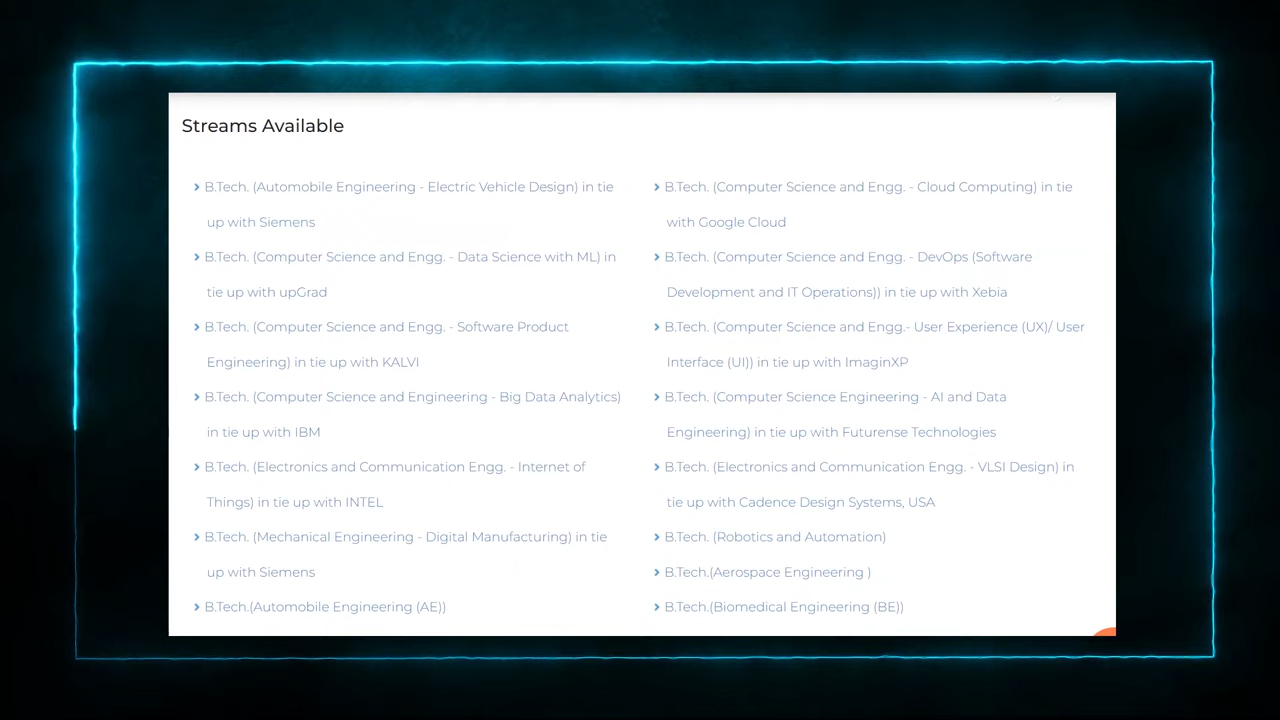 Streams Available
B.Tech. (Automobile Engineering - Electric Vehicle Design) in tie
up with Siemens
B.Tech. (Computer Science and Engg. - Data Science with ML) in
tie up with upGrad
B.Tech. (Computer Science and Engg. - Software Product
Engineering) in tie up with KALVI
B.Tech. (Computer Science and Engineering - Big Data Analytics)
in tie up with IBM
B.Tech. (Electronics and Communication Engg. - Internet of
Things) in tie up with INTEL
B.Tech. (Mechanical Engineering - Digital Manufacturing) in tie
up with Siemens
B.Tech.(Automobile Engineering (AE))
B.Tech. (Computer Science and Engg. - Cloud Computing) in tie
with Google Cloud
B.Tech. (Computer Science and Engg. - DevOps (Software
Development and IT Operations)) in tie up with Xebia
B.Tech. (Computer Science and Engg.- User Experience (UX)/ User
Interface (UI)) in tie up with ImaginXP
B.Tech. (Computer Science Engineering - AI and Data
Engineering) in tie up with Futurense Technologies
B.Tech. (Electronics and Communication Engg. - VLSI Design) in
tie up with Cadence Design Systems, USA
B.Tech. (Robotics and Automation)
B.Tech.(Aerospace Engineering )
B.Tech.(Biomedical Engineering (BE))